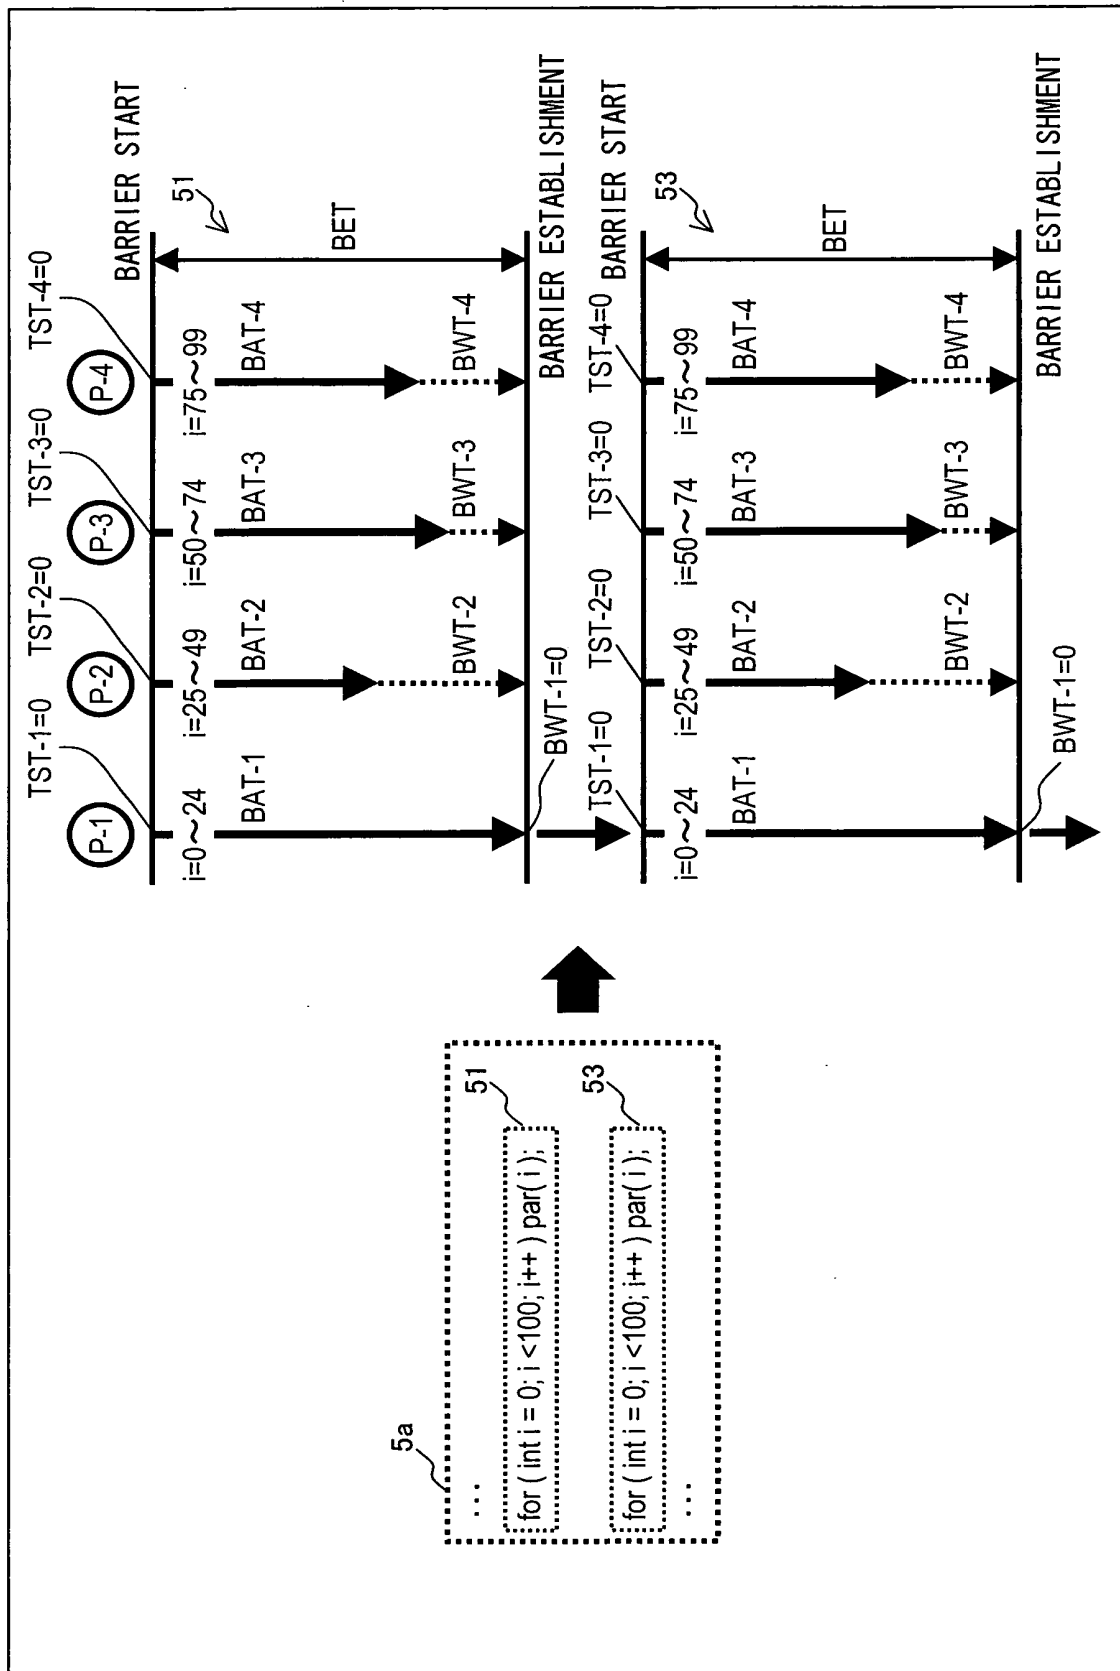 5a
...
for ( int i = 0; i <100; i++ ) par( i );
51
for ( int i = 0; i <100; i++ ) par( i );
53
...
TST-1=0
TST-2=0
TST-3=0
TST-4=0
P-1
P-2
P-3
P-4
BARRIER START
i=0~24
i=25~49
i=50~74
i=75~99
51
BAT-1
BAT-2
BAT-3
BAT-4
BET
BWT-2
BWT-3
BWT-4
BWT-1=0
BARRIER ESTABLISHMENT
TST-1=0
TST-2=0
TST-3=0
TST-4=0
BARRIER START
i=0~24
i=25~49
i=50~74
i=75~99
53
BAT-1
BAT-2
BAT-3
BAT-4
BET
BWT-2
BWT-3
BWT-4
BWT-1=0
BARRIER ESTABLISHMENT